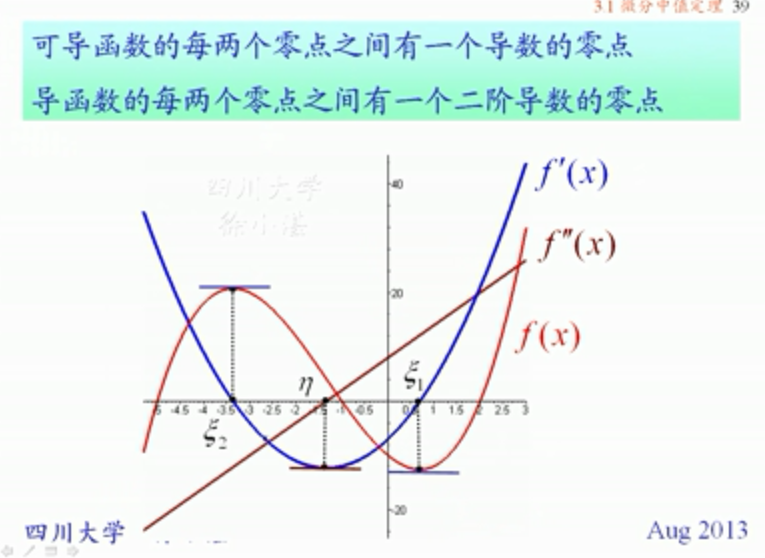 3.1 微分中值定理 39
可导函数的每两个零点之间有一个导数的零点
导函数的每两个零点之间有一个二阶导数的零点
四川大学
徐小湛
f'(x)
f"(x)
f(x)
40
20
η
ξ1
-5 -4.5 -4 -3.5 -3 -2.5 -2 -1.5 -1 -0.5 0.5 1 1.5 2 2.5 3
ξ2
-20
四川大学
Aug 2013